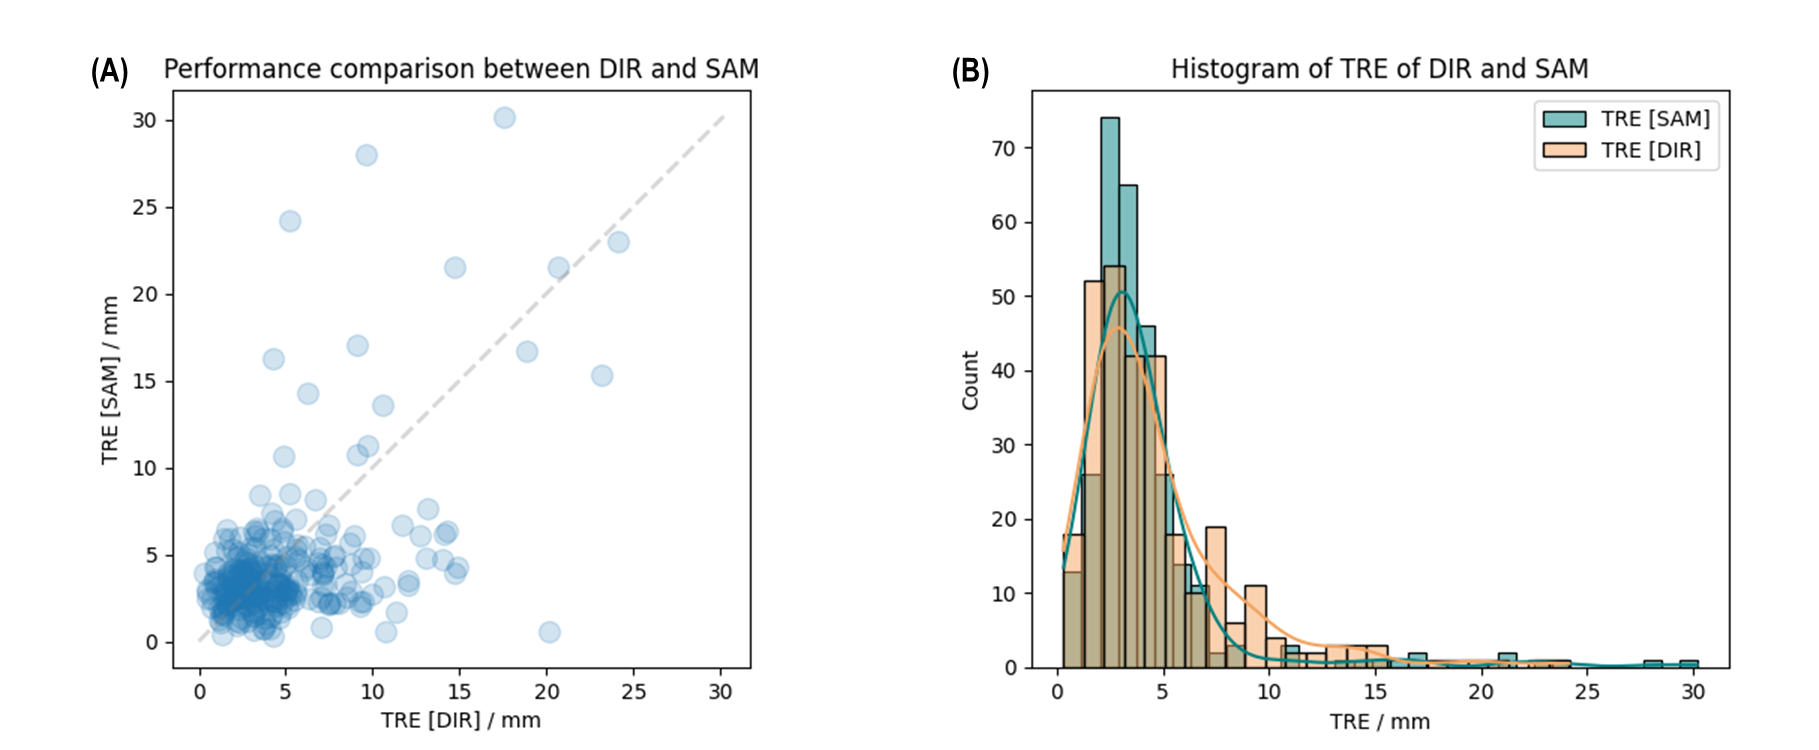 (A) Performance comparison between DIR and SAM
30
25
20
15
10
5
0
TRE [SAM] / mm
0 5 10 15 20 25 30
TRE [DIR] / mm
(B) Histogram of TRE of DIR and SAM
TRE [SAM]
TRE [DIR]
70
60
50
40
30
20
10
0
Count
0 5 10 15 20 25 30
TRE / mm